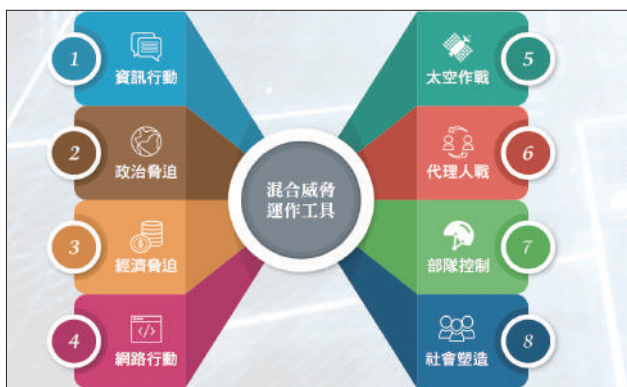 1
資訊行動
2
政治脅迫
3
經濟脅迫
4
網路行動
混合威脅
運作工具
5
太空作戰
6
代理人戰
7
部隊控制
8
社會塑造